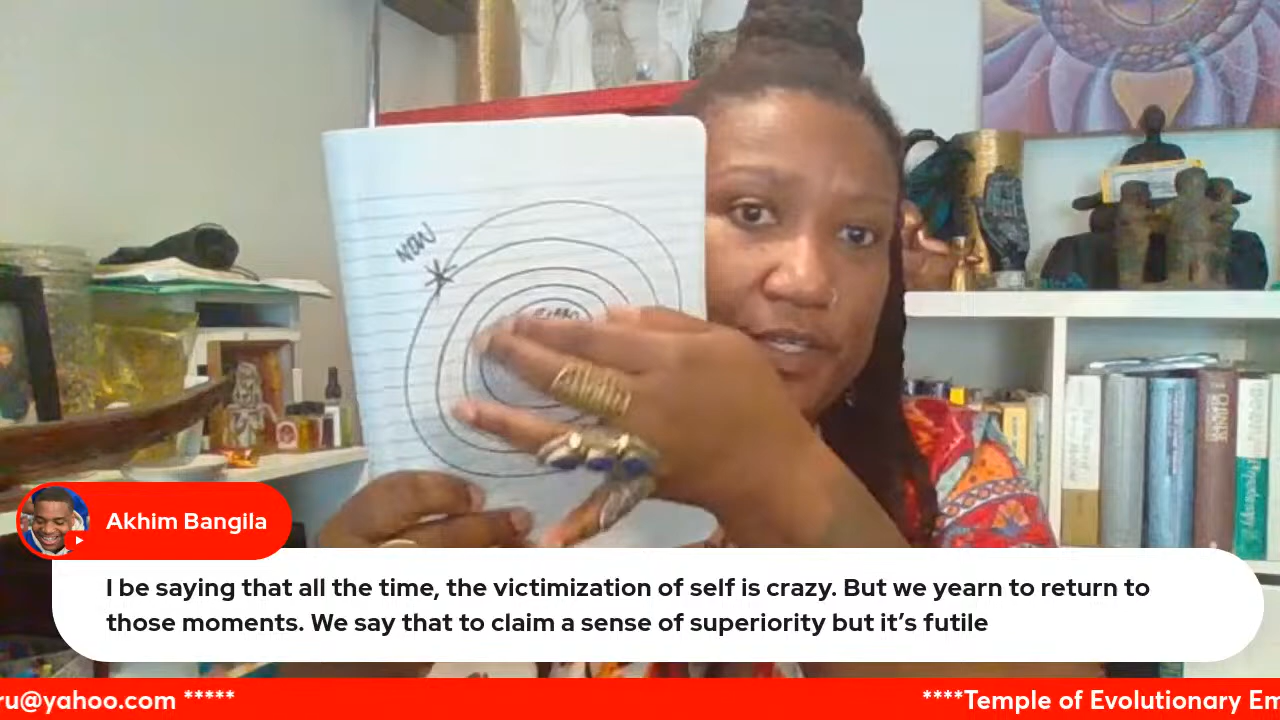 NOW
Akhim Bangila
I be saying that all the time, the victimization of self is crazy. But we yearn to return to
those moments. We say that to claim a sense of superiority but it’s futile
ru@yahoo.com ***** ****Temple of Evolutionary Em